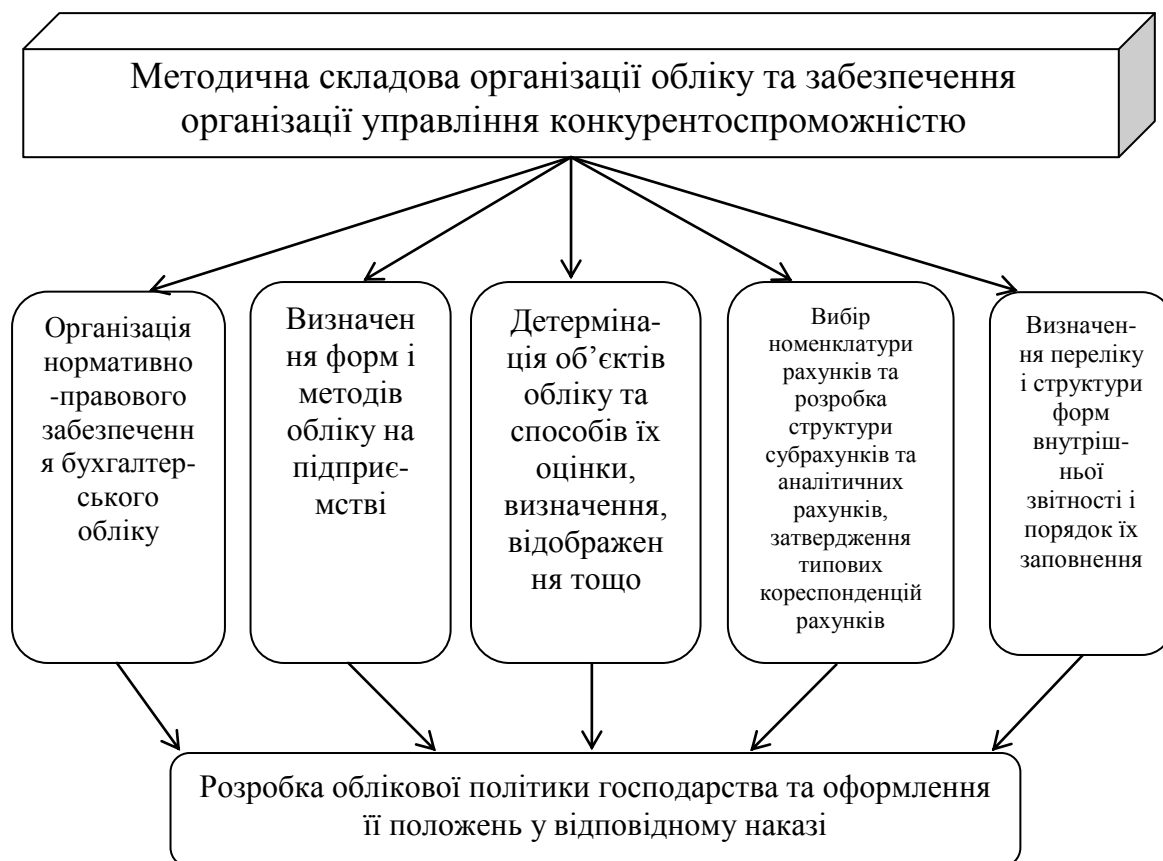 Методична складова організації обліку та забезпечення
організації управління конкурентоспроможністю
Організація
нормативно
-правового
забезпеченн
я бухгалтер-
ського
обліку
Визначен
ня форм і
методів
обліку на
підприє-
мстві
Детерміна-
ція об’єктів
обліку та
способів їх
оцінки,
визначення,
відображен
ня тощо
Вибір
номенклатури
рахунків та
розробка
структури
субрахунків та
аналітичних
рахунків,
затвердження
типових
кореспонденцій
рахунків
Визначен-
ня переліку
і структури
форм
внутріш-
ньої
звітності і
порядок їх
заповнення
Розробка облікової політики господарства та оформлення
її положень у відповідному наказі